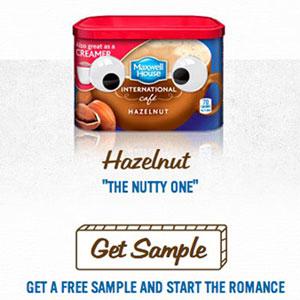 Also great as a
CREAMER
Maxwell
House
INTERNATIONAL
café
HAZELNUT
Hazelnut
"THE NUTTY ONE"
Get Sample
GET A FREE SAMPLE AND START THE ROMANCE